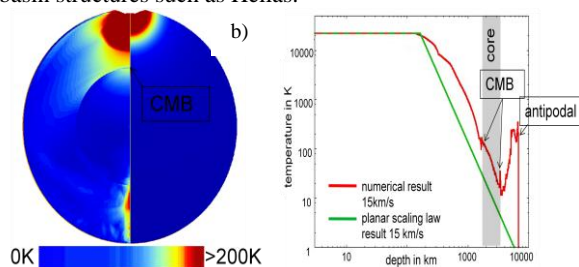 basin structures such as Hellas.
b)
CMB
0K
>200K
temperature in K
10000
1000
100
10
1
core
CMB
antipodal
numerical result
15km/s
planar scaling law
result 15 km/s
1
10
100
1000
10000
depth in km